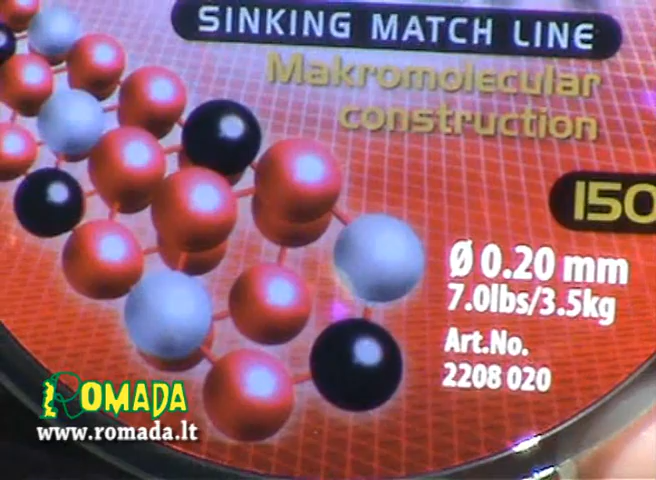 SINKING MATCH LINE
Makromolecular
construction
150
Ø 0.20 mm
7.0lbs/3.5kg
Art.No.
2208 020
ROMADA
www.romada.lt